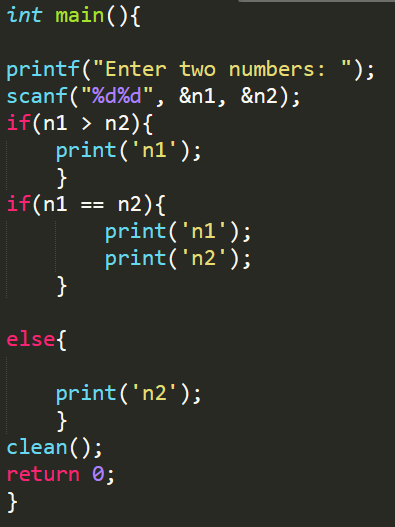 int main(){
printf("Enter two numbers: ");
scanf("%d%d", &n1, &n2);
if(n1 > n2){
print('n1');
}
if(n1 == n2){
print('n1');
print('n2');
}
else{
print('n2');
}
clean();
return 0;
}